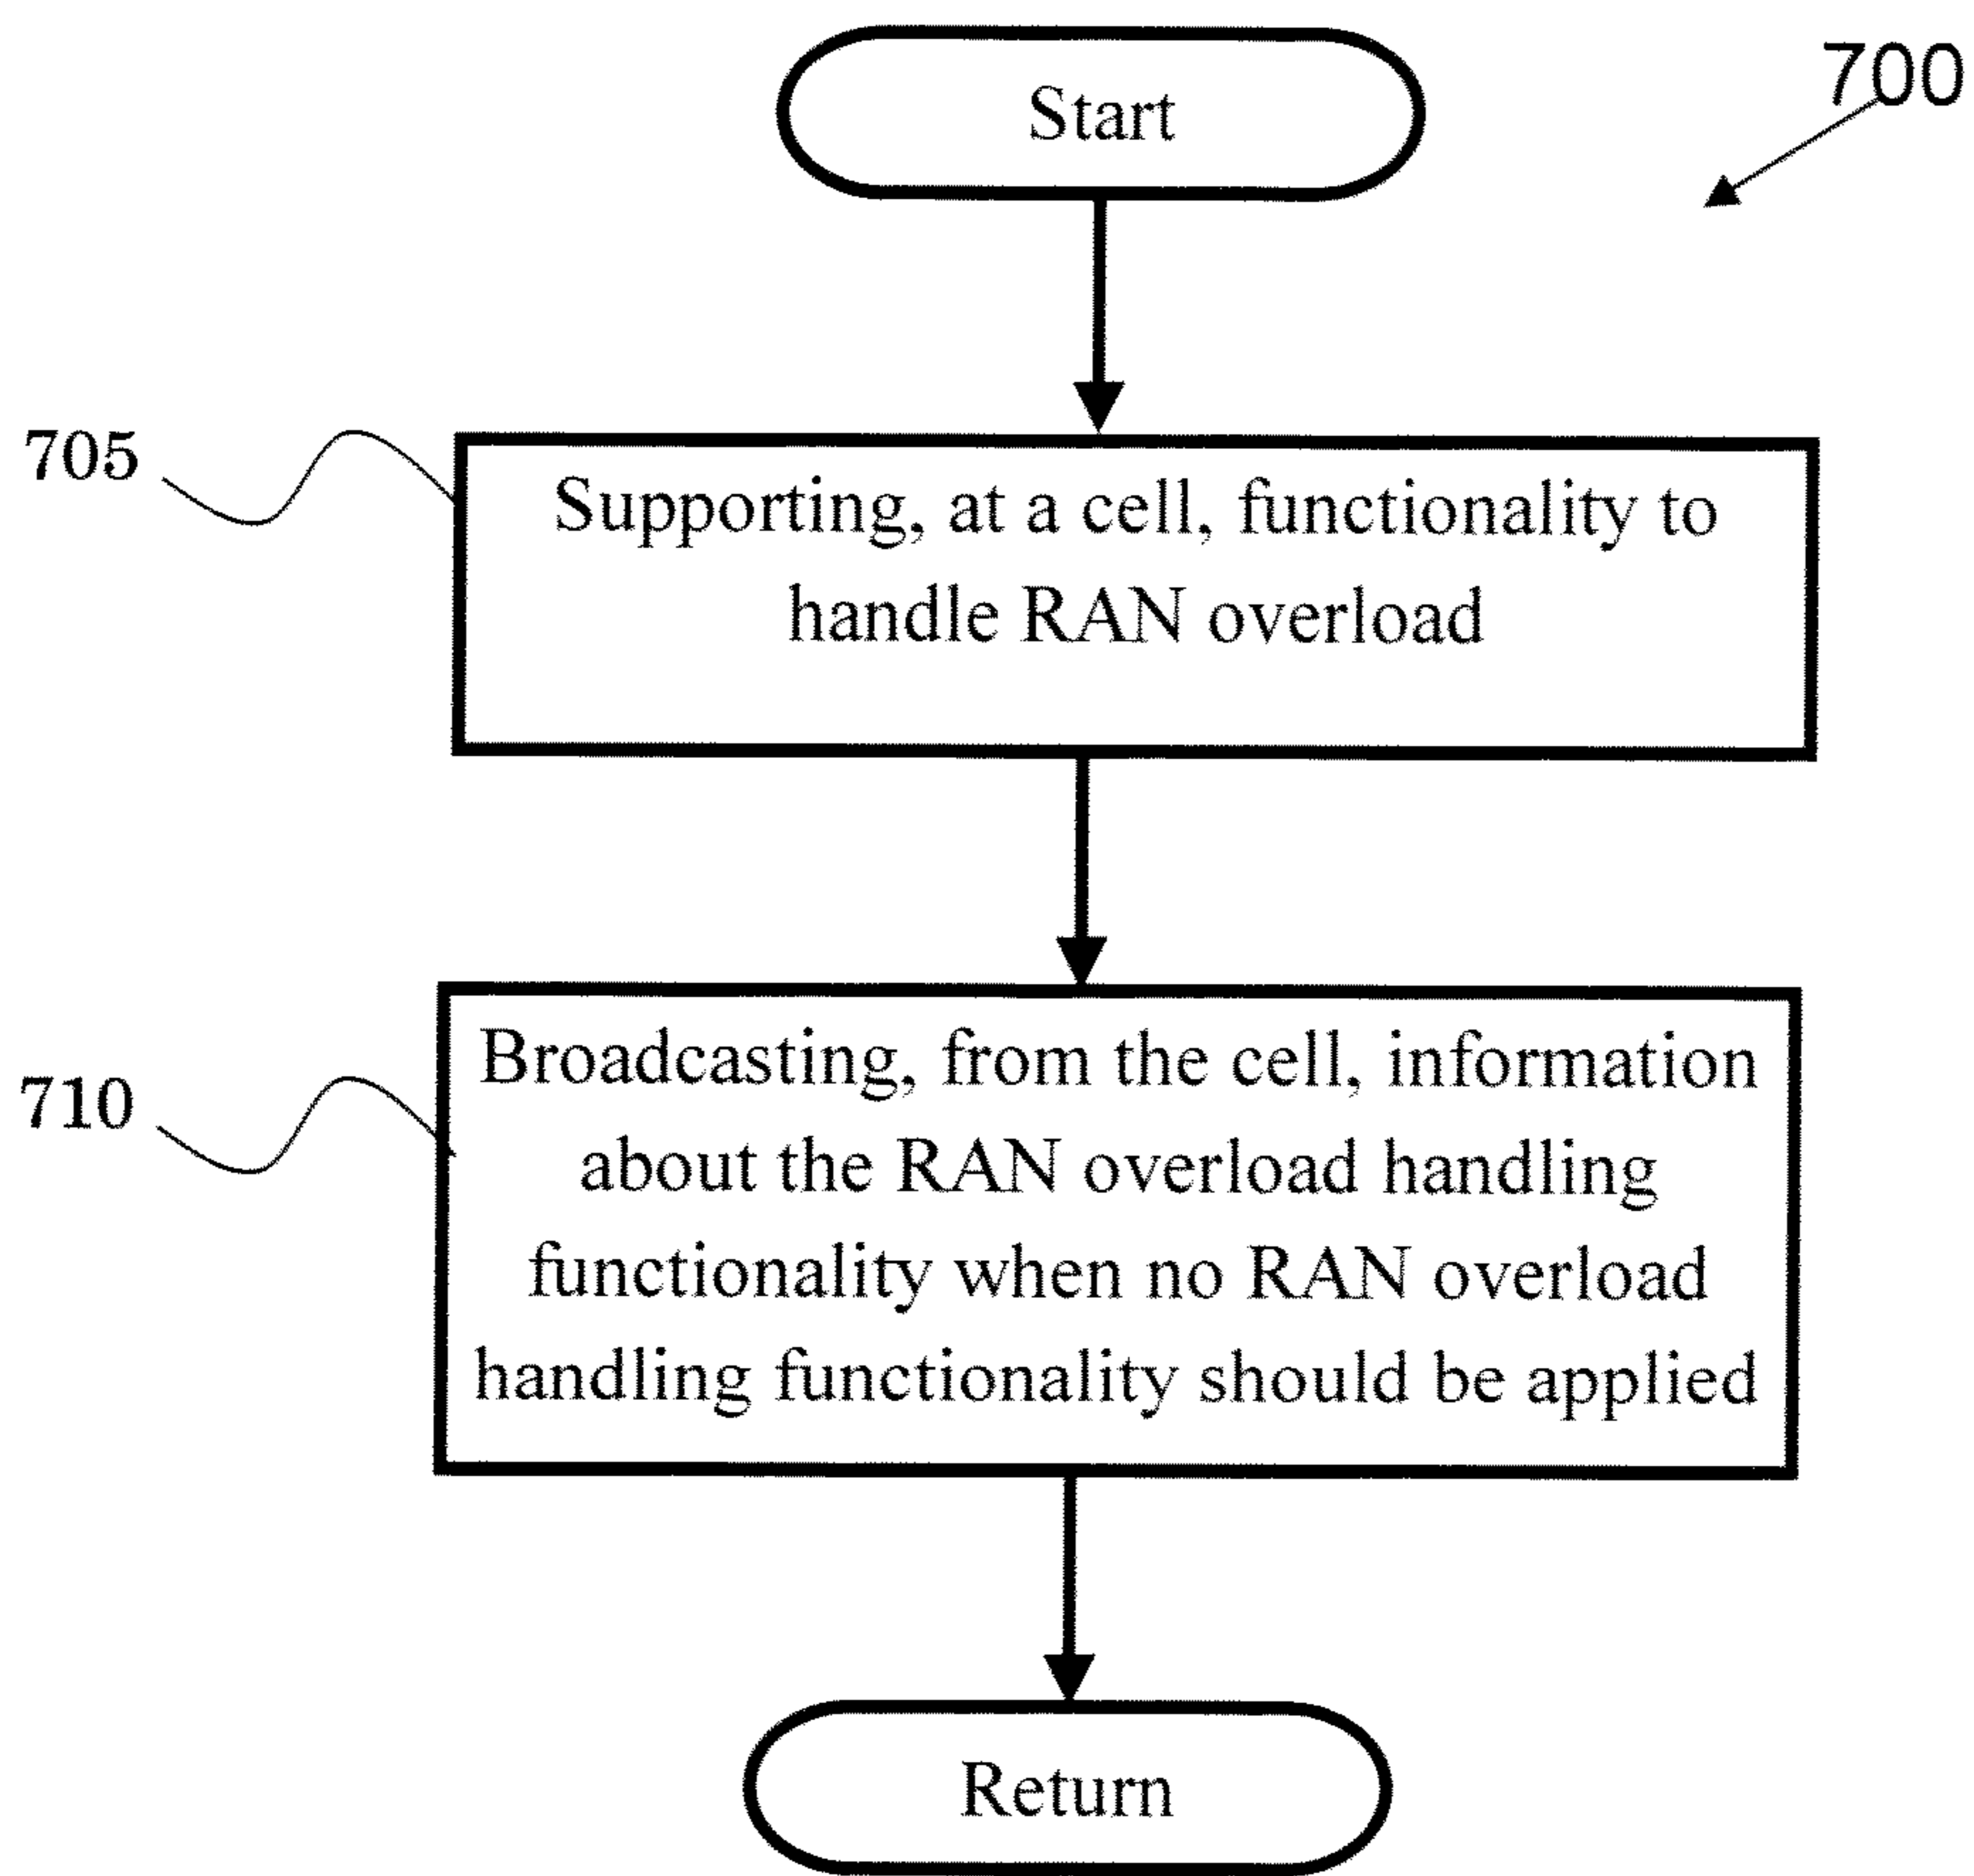 Start
700
705
Supporting, at a cell, functionality to
handle RAN overload
710
Broadcasting, from the cell, information
about the RAN overload handling
functionality when no RAN overload
handling functionality should be applied
Return